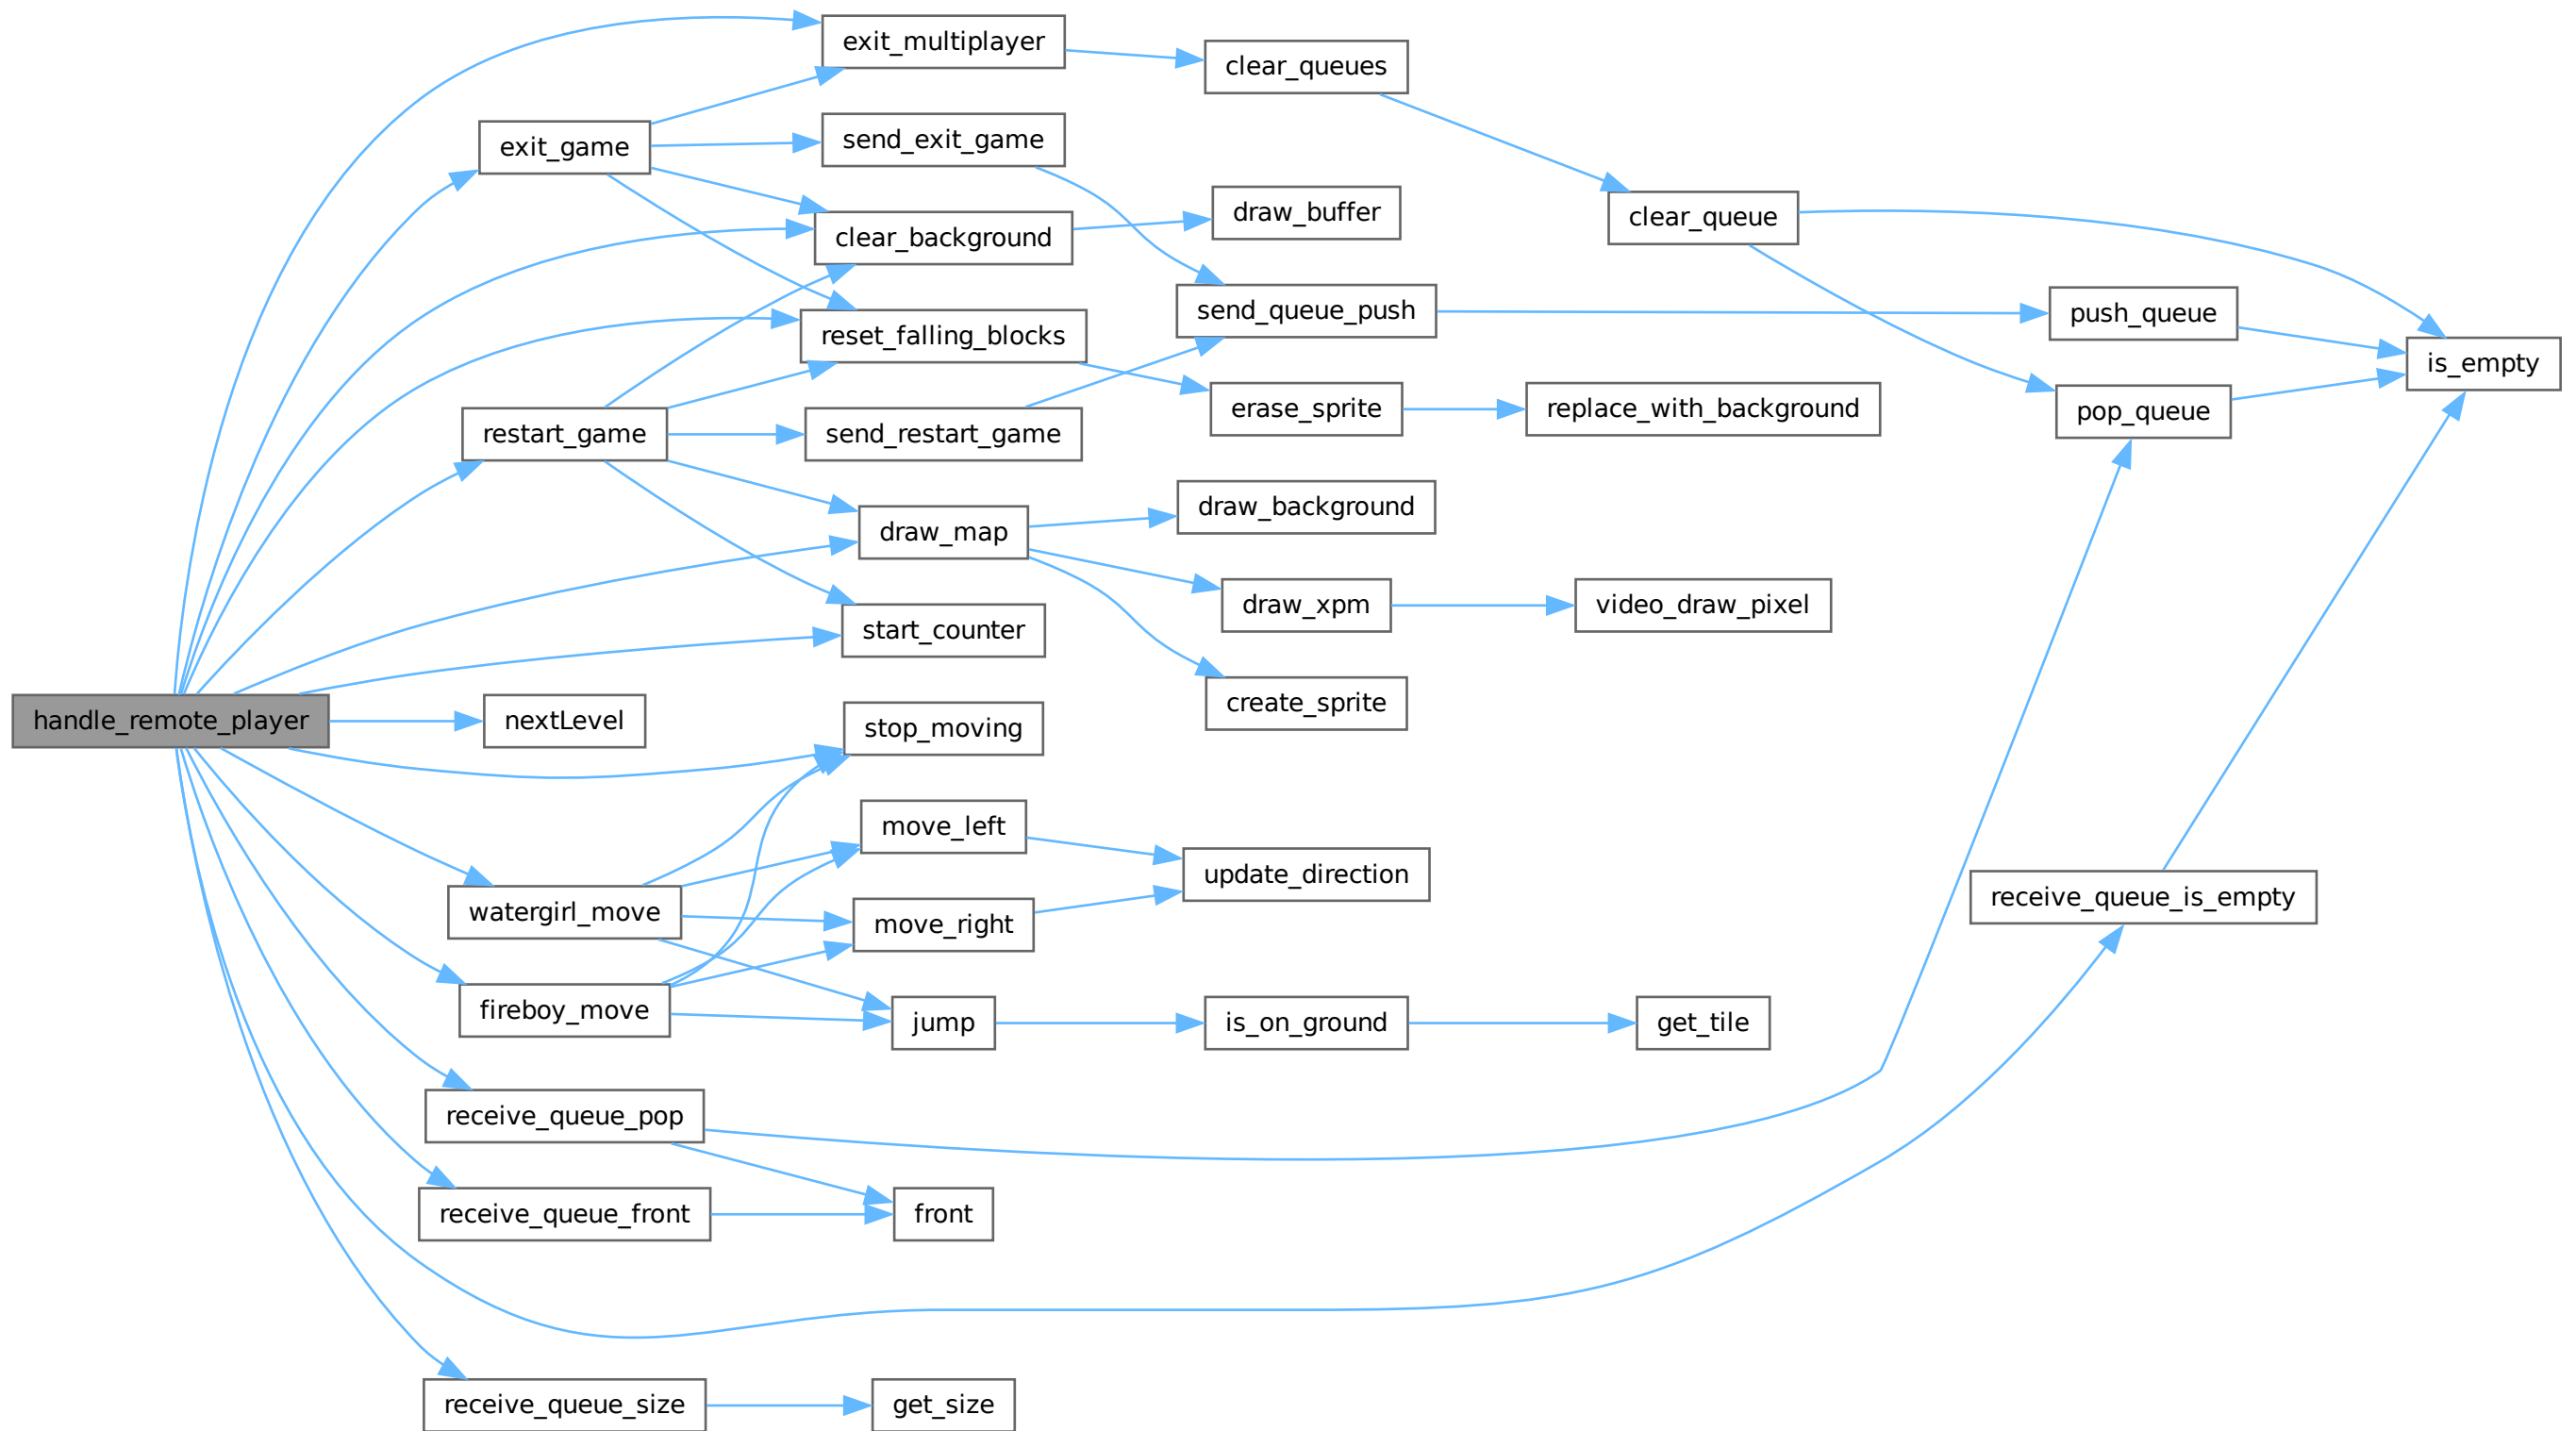 exit_multiplayer
clear_queues
exit_game
send_exit_game
draw_buffer
clear_queue
clear_background
send_queue_push
push_queue
reset_falling_blocks
is_empty
erase_sprite
replace_with_background
pop_queue
restart_game
send_restart_game
draw_background
draw_map
draw_xpm
video_draw_pixel
start_counter
create_sprite
handle_remote_player
nextLevel
stop_moving
move_left
update_direction
receive_queue_is_empty
watergirl_move
move_right
fireboy_move
jump
is_on_ground
get_tile
receive_queue_pop
receive_queue_front
front
receive_queue_size
get_size